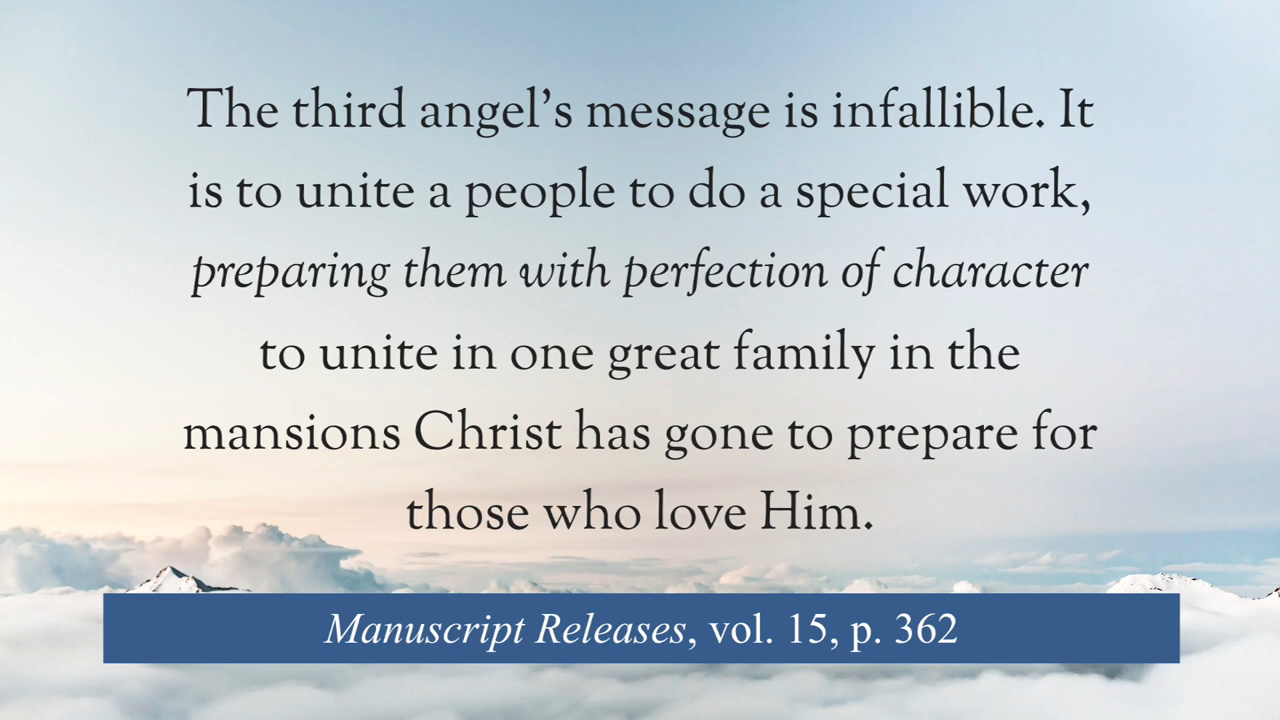 The third angel’s message is infallible. It
is to unite a people to do a special work,
preparing them with perfection of character
to unite in one great family in the
mansions Christ has gone to prepare for
those who love Him.
Manuscript Releases, vol. 15, p. 362